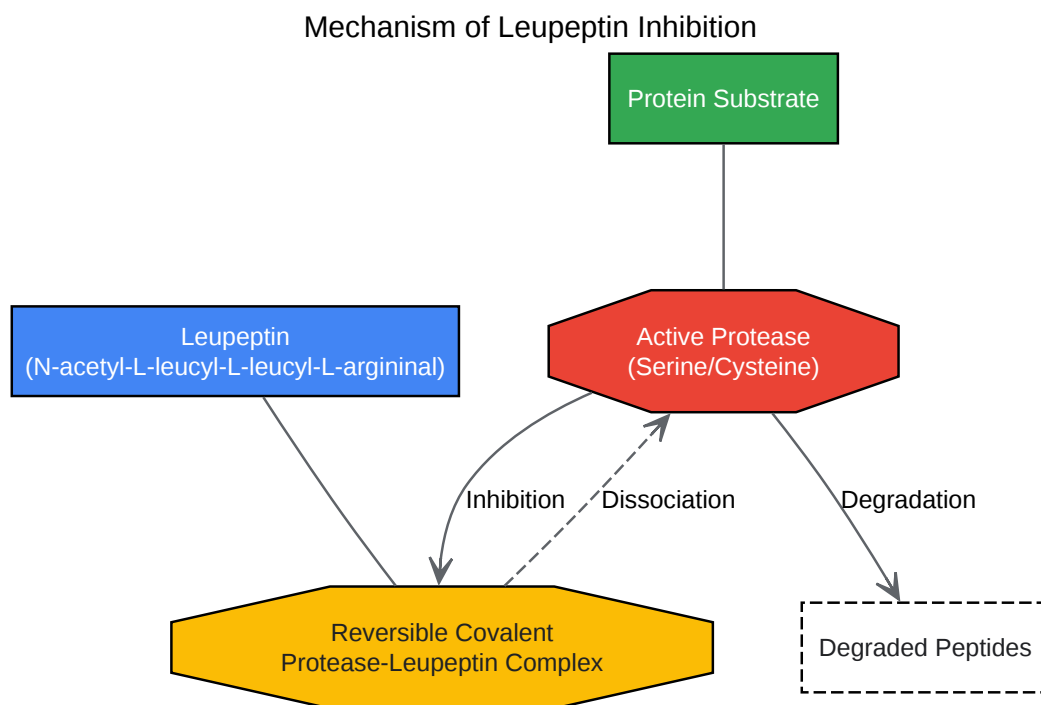 Mechanism of Leupeptin Inhibition
Protein Substrate
Leupeptin
(N-acetyl-L-leucyl-L-leucyl-L-argininal)
Active Protease
(Serine/Cysteine)
Inhibition
Dissociation
Degradation
Reversible Covalent
Protease-Leupeptin Complex
Degraded Peptides